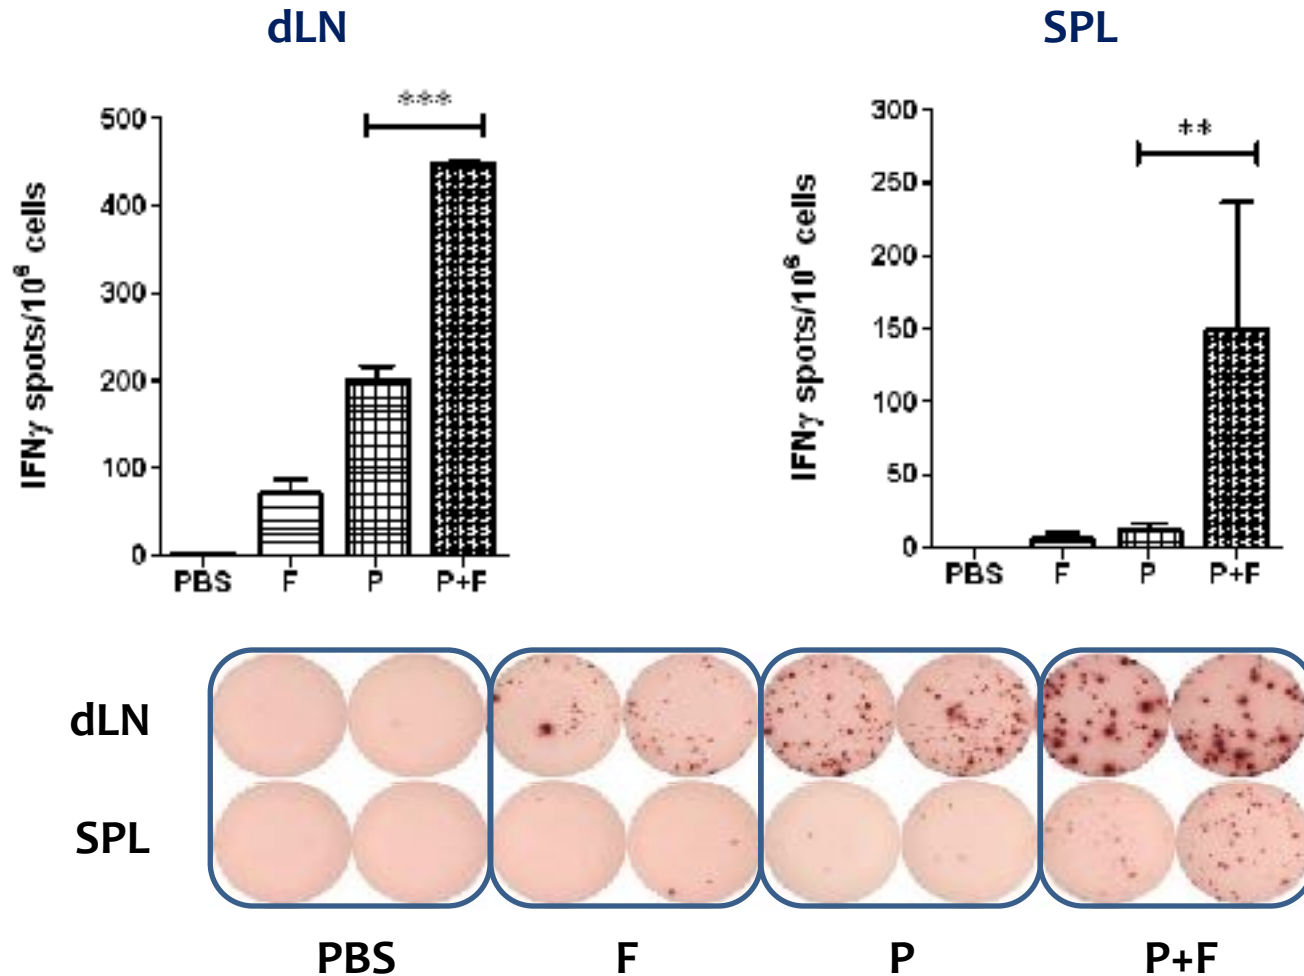 dLN
SPL
***
**
500
400
300
200
100
0
IFNγ spots/10⁶ cells
PBS F P P+F
300
250
200
150
100
50
0
IFNγ spots/10⁶ cells
PBS F P P+F
dLN
SPL
PBS F P P+F